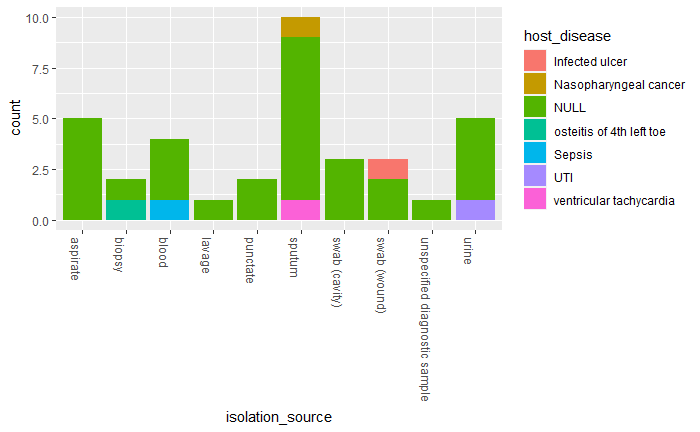 10.0
7.5
5.0
2.5
0.0
count
aspirate
biopsy
blood
lavage
punctate
sputum
swab (cavity)
swab (wound)
unspecified diagnostic sample
urine
isolation_source
host_disease
Infected ulcer
Nasopharyngeal cancer
NULL
osteitis of 4th left toe
Sepsis
UTI
ventricular tachycardia